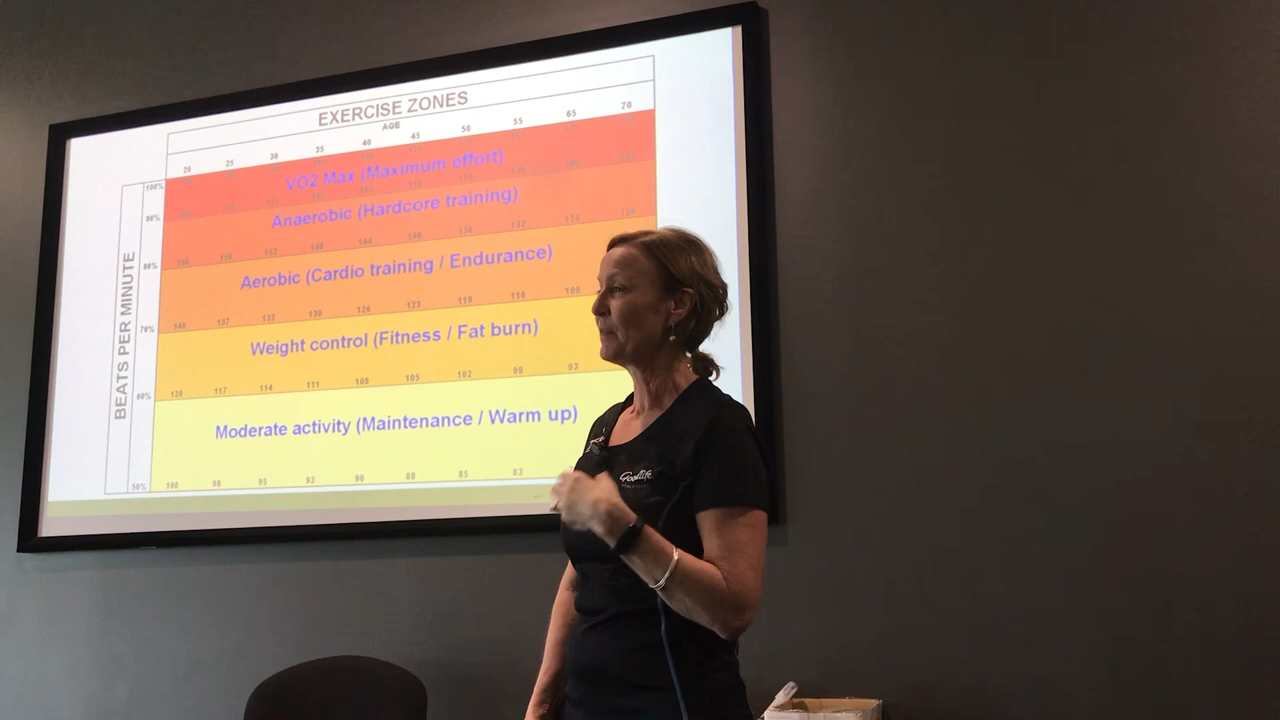 EXERCISE ZONES
AGE
20 25 30 35 40 45 50 55 65 70
100%
VO2 Max (Maximum effort)
90%
Anaerobic (Hardcore training)
152 148 144 140 136 132 124 120
80%
Aerobic (Cardio training / Endurance)
140 137 133 130 126 123 119 116 109
70%
Weight control (Fitness / Fat burn)
120 117 114 111 108 105 102 99 93
60%
Moderate activity (Maintenance / Warm up)
100 98 95 93 90 88 85 83
50%
BEATS PER MINUTE
Goodlife